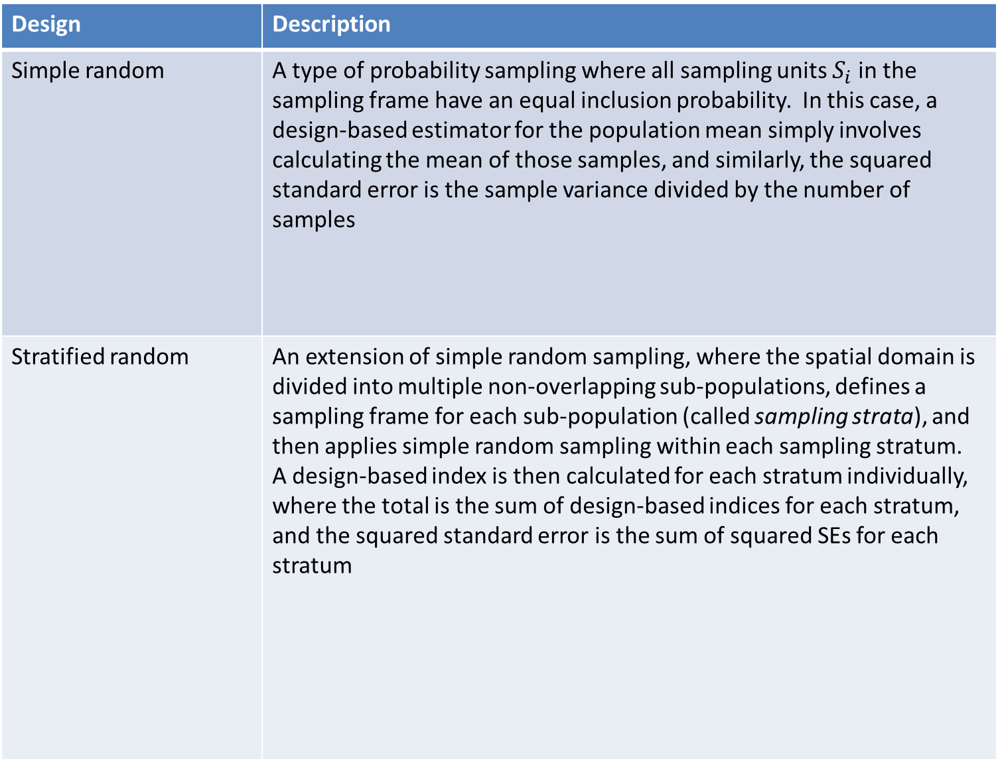 Design
Description
Simple random
A type of probability sampling where all sampling units Sᵢ in the
sampling frame have an equal inclusion probability.  In this case, a
design-based estimator for the population mean simply involves
calculating the mean of those samples, and similarly, the squared
standard error is the sample variance divided by the number of
samples
Stratified random
An extension of simple random sampling, where the spatial domain is
divided into multiple non-overlapping sub-populations, defines a
sampling frame for each sub-population (called sampling strata), and
then applies simple random sampling within each sampling stratum.
A design-based index is then calculated for each stratum individually,
where the total is the sum of design-based indices for each stratum,
and the squared standard error is the sum of squared SEs for each
stratum